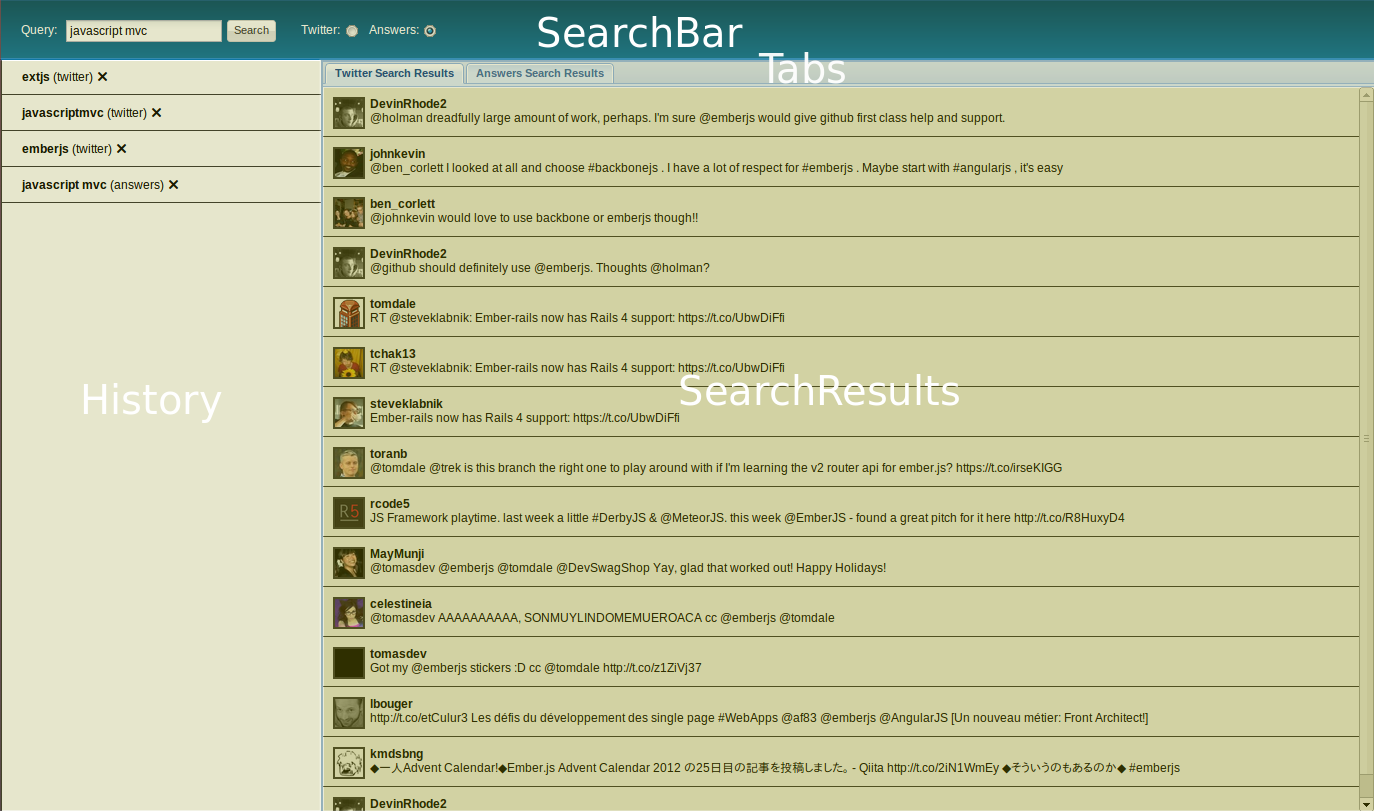 Query: javascript mvc Search Twitter: Answers: SearchBar
Tabs
extjs (twitter) ✕
javascriptmvc (twitter) ✕
emberjs (twitter) ✕
javascript mvc (answers) ✕
History
Twitter Search Results Answers Search Results
DevinRhode2
@holman dreadfully large amount of work, perhaps. I'm sure @emberjs would give github first class help and support.
johnkevin
@ben_corlett I looked at all and choose #backbonejs . I have a lot of respect for #emberjs . Maybe start with #angularjs , it's easy
ben_corlett
@johnkevin would love to use backbone or emberjs though!!
DevinRhode2
@github should definitely use @emberjs. Thoughts @holman?
tomdale
RT @steveklabnik: Ember-rails now has Rails 4 support: https://t.co/UbwDiFfi
tchak13
RT @steveklabnik: Ember-rails now has Rails 4 support: https://t.co/UbwDiFfi
SearchResults
steveklabnik
Ember-rails now has Rails 4 support: https://t.co/UbwDiFfi
toranb
@tomdale @trek is this branch the right one to play around with if I'm learning the v2 router api for ember.js? https://t.co/irseKIGG
R5
rcode5
JS Framework playtime. last week a little #DerbyJS & @MeteorJS. this week @EmberJS - found a great pitch for it here http://t.co/R8HuxyD4
MayMunji
@tomasdev @emberjs @tomdale @DevSwagShop Yay, glad that worked out! Happy Holidays!
celestineia
@tomasdev AAAAAAAAAA, SONMUYLINDOMEMUEROACA cc @emberjs @tomdale
tomasdev
Got my @emberjs stickers :D cc @tomdale http://t.co/z1ZiVj37
lbouger
http://t.co/etCulur3 Les défis du développement des single page #WebApps @af83 @emberjs @AngularJS [Un nouveau métier: Front Architect!]
kmdsbng
◆一人Advent Calendar!◆Ember.js Advent Calendar 2012 の25日目の記事を投稿しました。 - Qiita http://t.co/2iN1WmEy ◆そういうのもあるのか◆ #emberjs
DevinRhode2